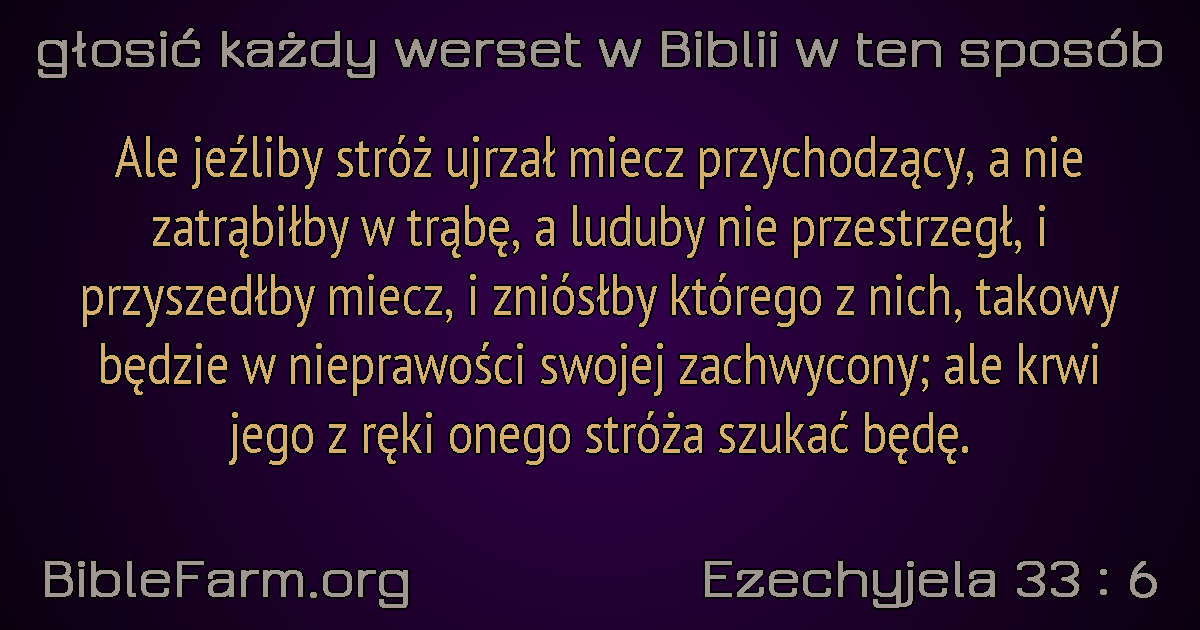 głosić każdy werset w Biblii w ten sposób
Ale jeźliby stróż ujrzał miecz przychodzący, a nie
zatrąbiłby w trąbę, a luduby nie przestrzegł, i
przyszedłby miecz, i zniósłby którego z nich, takowy
będzie w nieprawości swojej zachwycony; ale krwi
jego z ręki onego stróża szukać będę.
BibleFarm.org
Ezechyjela 33 : 6